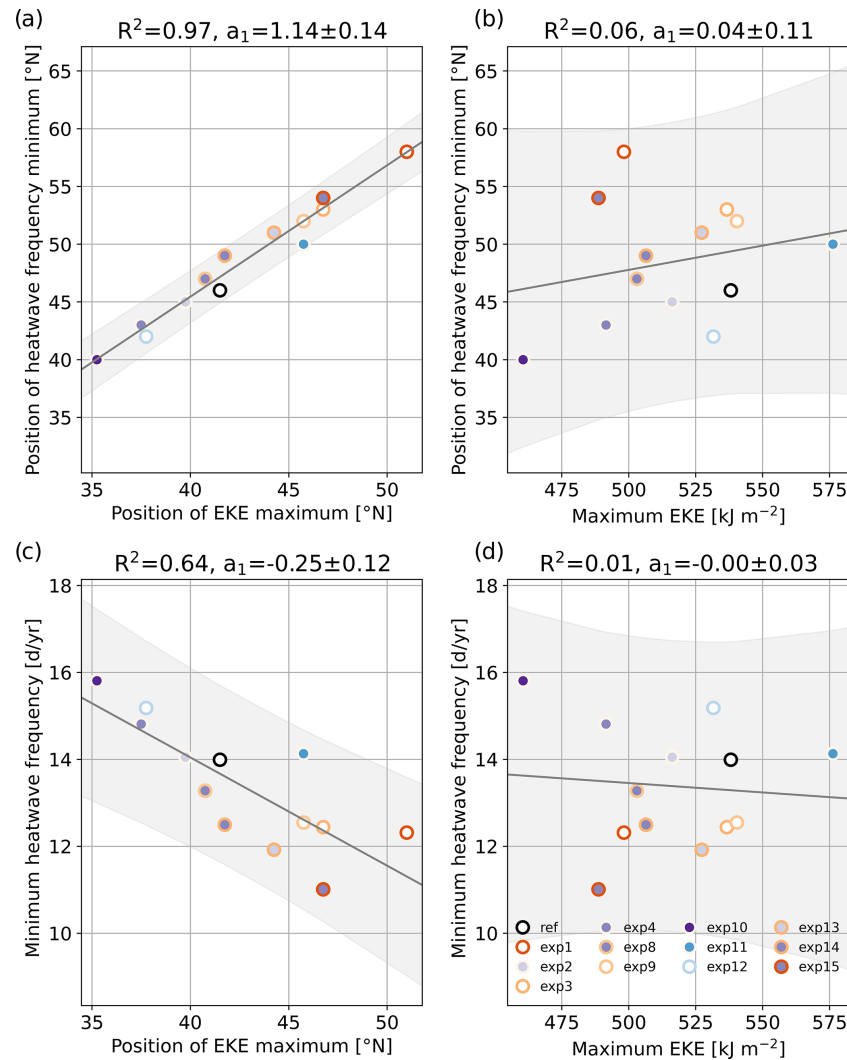 (a)
R²=0.97, a₁=1.14±0.14
Position of heatwave frequency minimum [°N]
65
60
55
50
45
40
35
35 40 45 50
Position of EKE maximum [°N]
(b)
R²=0.06, a₁=0.04±0.11
Position of heatwave frequency minimum [°N]
65
60
55
50
45
40
35
475 500 525 550 575
Maximum EKE [kJ m⁻²]
(c)
R²=0.64, a₁=-0.25±0.12
Minimum heatwave frequency [d/yr]
18
16
14
12
10
35 40 45 50
Position of EKE maximum [°N]
(d)
R²=0.01, a₁=-0.00±0.03
Minimum heatwave frequency [d/yr]
18
16
14
12
10
ref
exp1
exp2
exp3
exp4
exp8
exp9
exp10
exp11
exp12
exp13
exp14
exp15
475 500 525 550 575
Maximum EKE [kJ m⁻²]